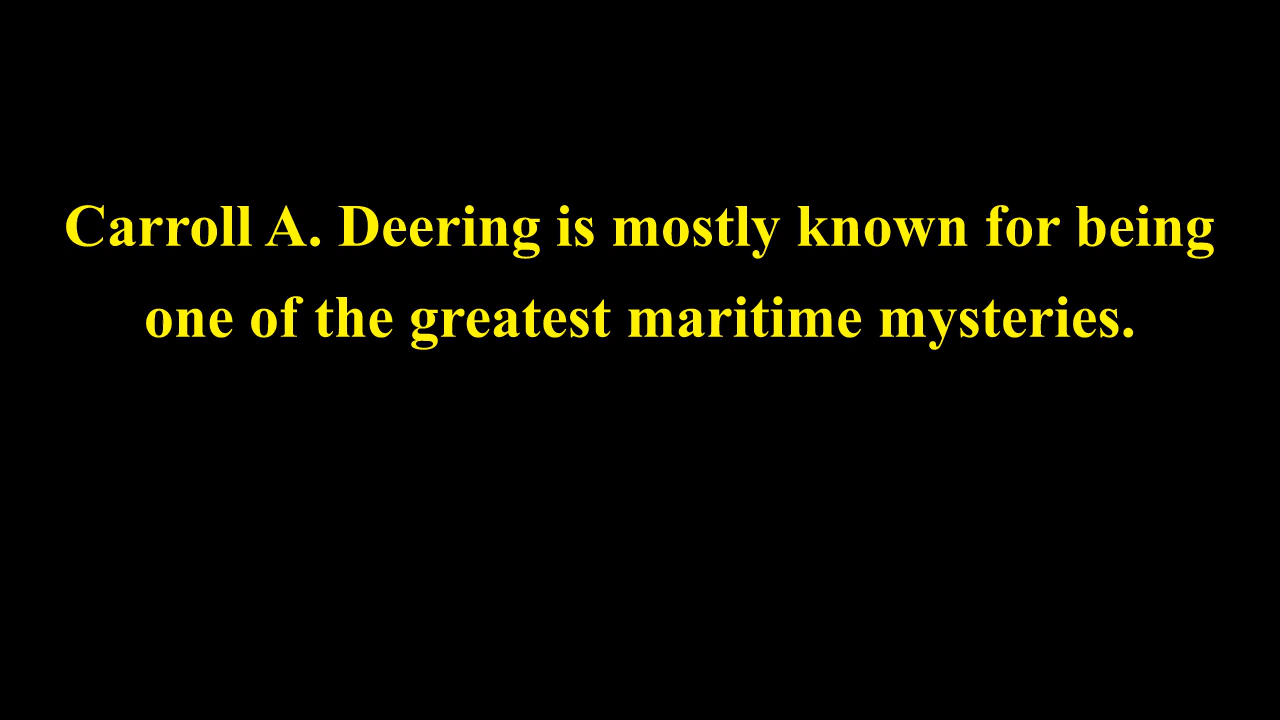 Carroll A. Deering is mostly known for being
one of the greatest maritime mysteries.